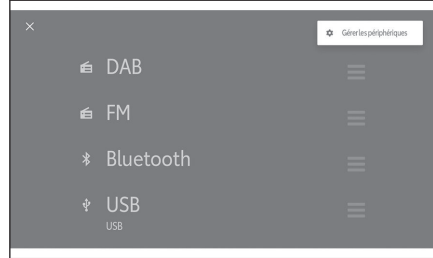 Gérer les périphériques
DAB
FM
Bluetooth
USB
USB